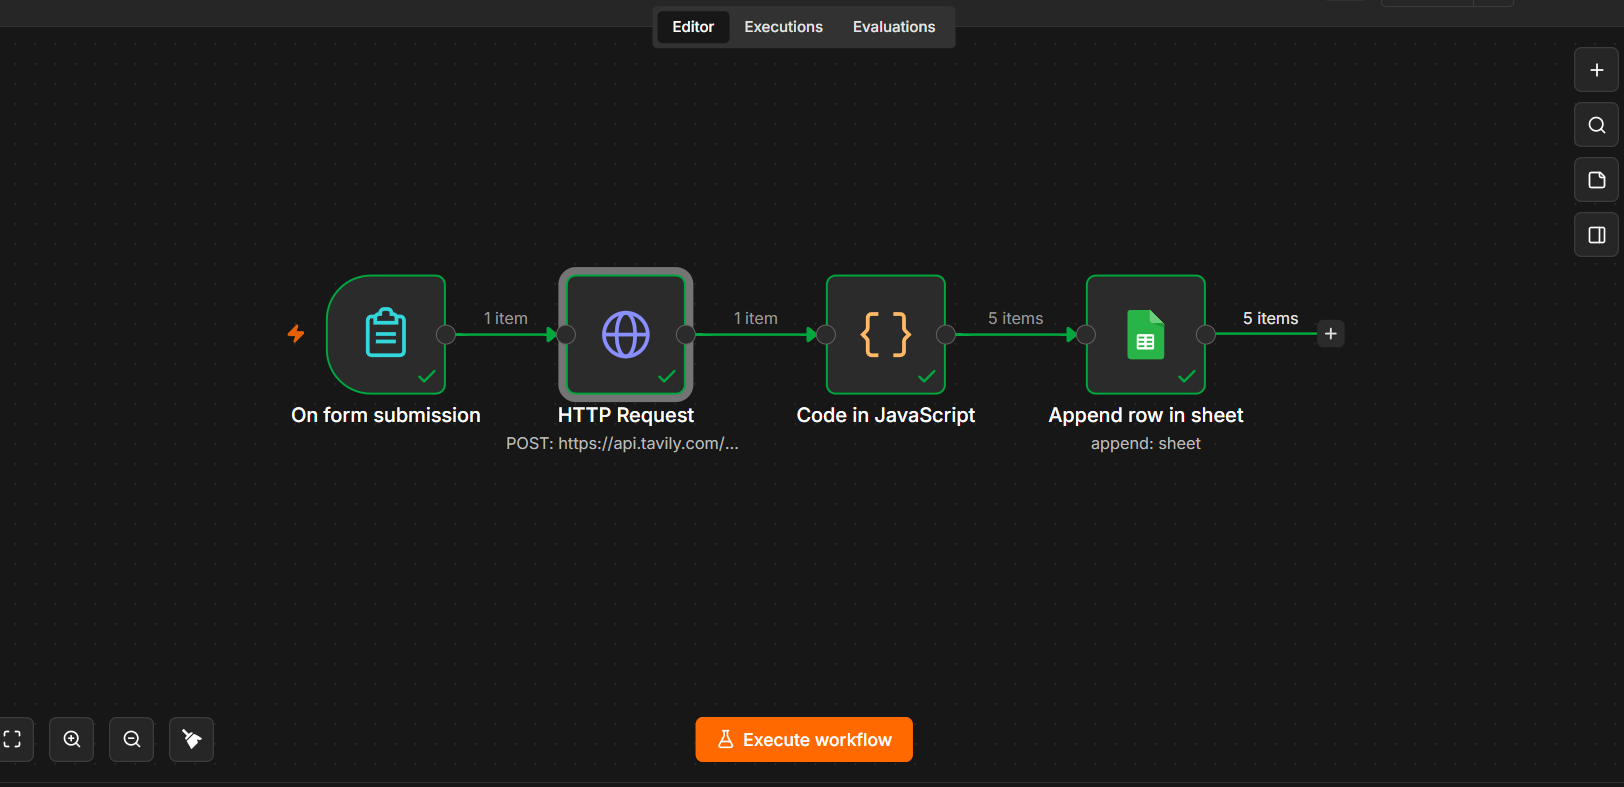 Editor Executions Evaluations
1 item
1 item
5 items
5 items
On form submission
HTTP Request
POST: https://api.tavily.com/...
Code in JavaScript
Append row in sheet
append: sheet
Execute workflow